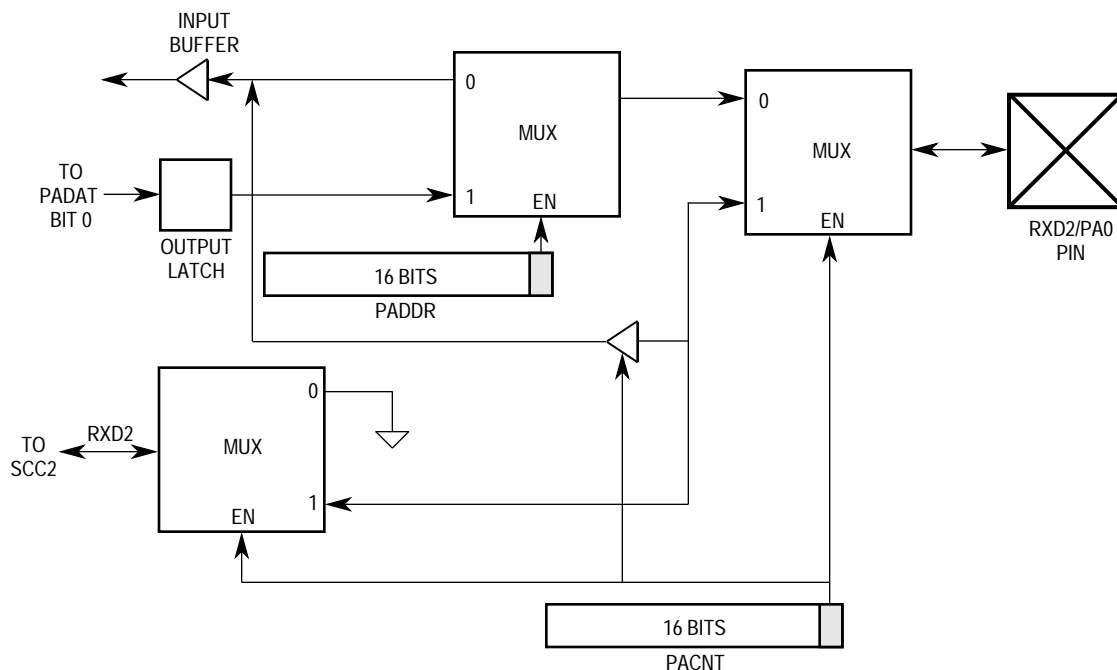 INPUT
BUFFER
0
MUX
1
EN
TO
PADAT
BIT 0
OUTPUT
LATCH
16 BITS
PADDR
0
MUX
1
EN
RXD2/PA0
PIN
0
MUX
1
EN
RXD2
TO
SCC2
16 BITS
PACNT